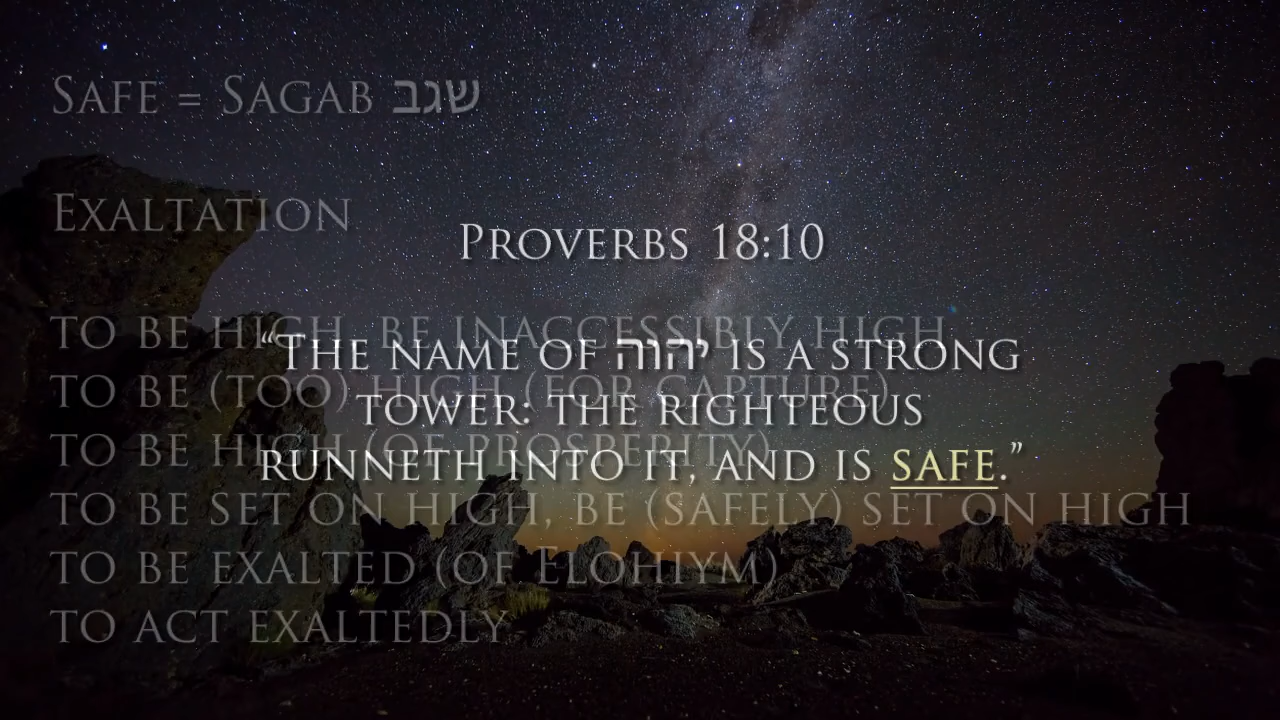 Safe = Sagab שגב
Exaltation
to be high, be inaccessibly high
to be (too) high (for capture)
to be high (of prosperity)
to be set on high, be (safely) set on high
to be exalted (of Elohiym)
to act exaltedly
Proverbs 18:10
“The name of יהוה is a strong
tower: the righteous
runneth into it, and is safe.”